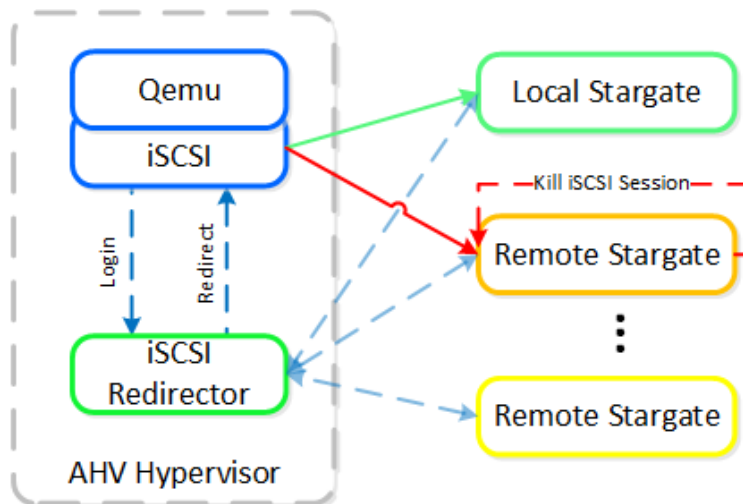 Qemu
iSCSI
Login
Redirect
iSCSI
Redirector
AHV Hypervisor
Local Stargate
Kill iSCSI Session
Remote Stargate
Remote Stargate